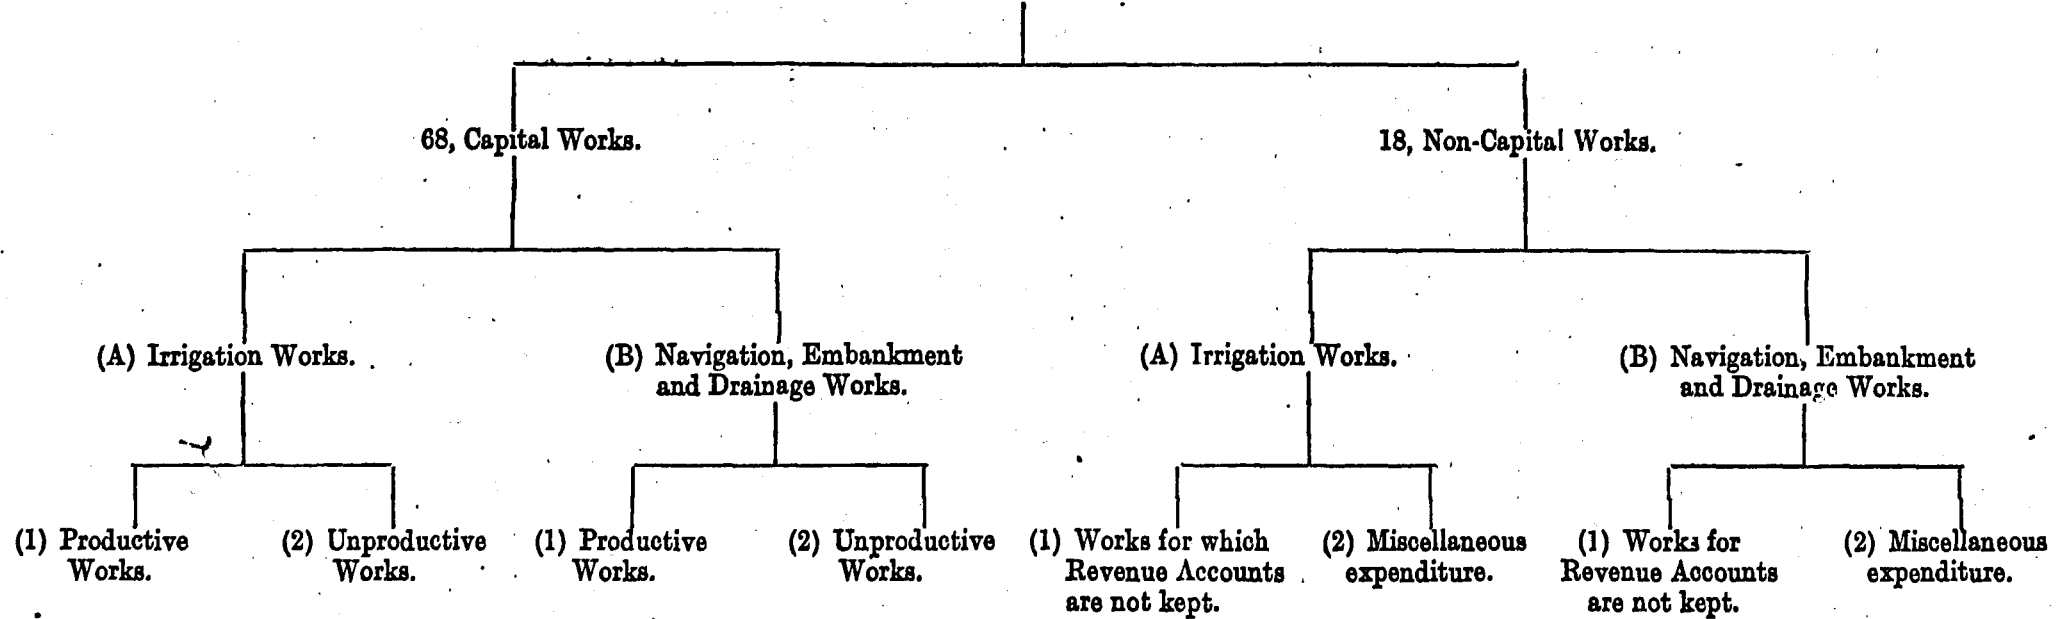 68, Capital Works.
18, Non-Capital Works.
(A) Irrigation Works.
(B) Navigation, Embankment
and Drainage Works.
(A) Irrigation Works.
(B) Navigation, Embankment
and Drainage Works.
(1) Productive
Works.
(2) Unproductive
Works.
(1) Productive
Works.
(2) Unproductive
Works.
(1) Works for which
Revenue Accounts
are not kept.
(2) Miscellaneous
expenditure.
(1) Works for
Revenue Accounts
are not kept.
(2) Miscellaneous
expenditure.